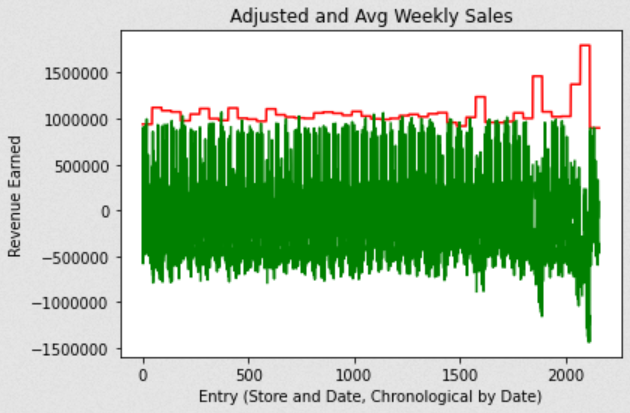 Adjusted and Avg Weekly Sales
1500000
1000000
500000
0
−500000
−1000000
−1500000
Revenue Earned
0 500 1000 1500 2000
Entry (Store and Date, Chronological by Date)